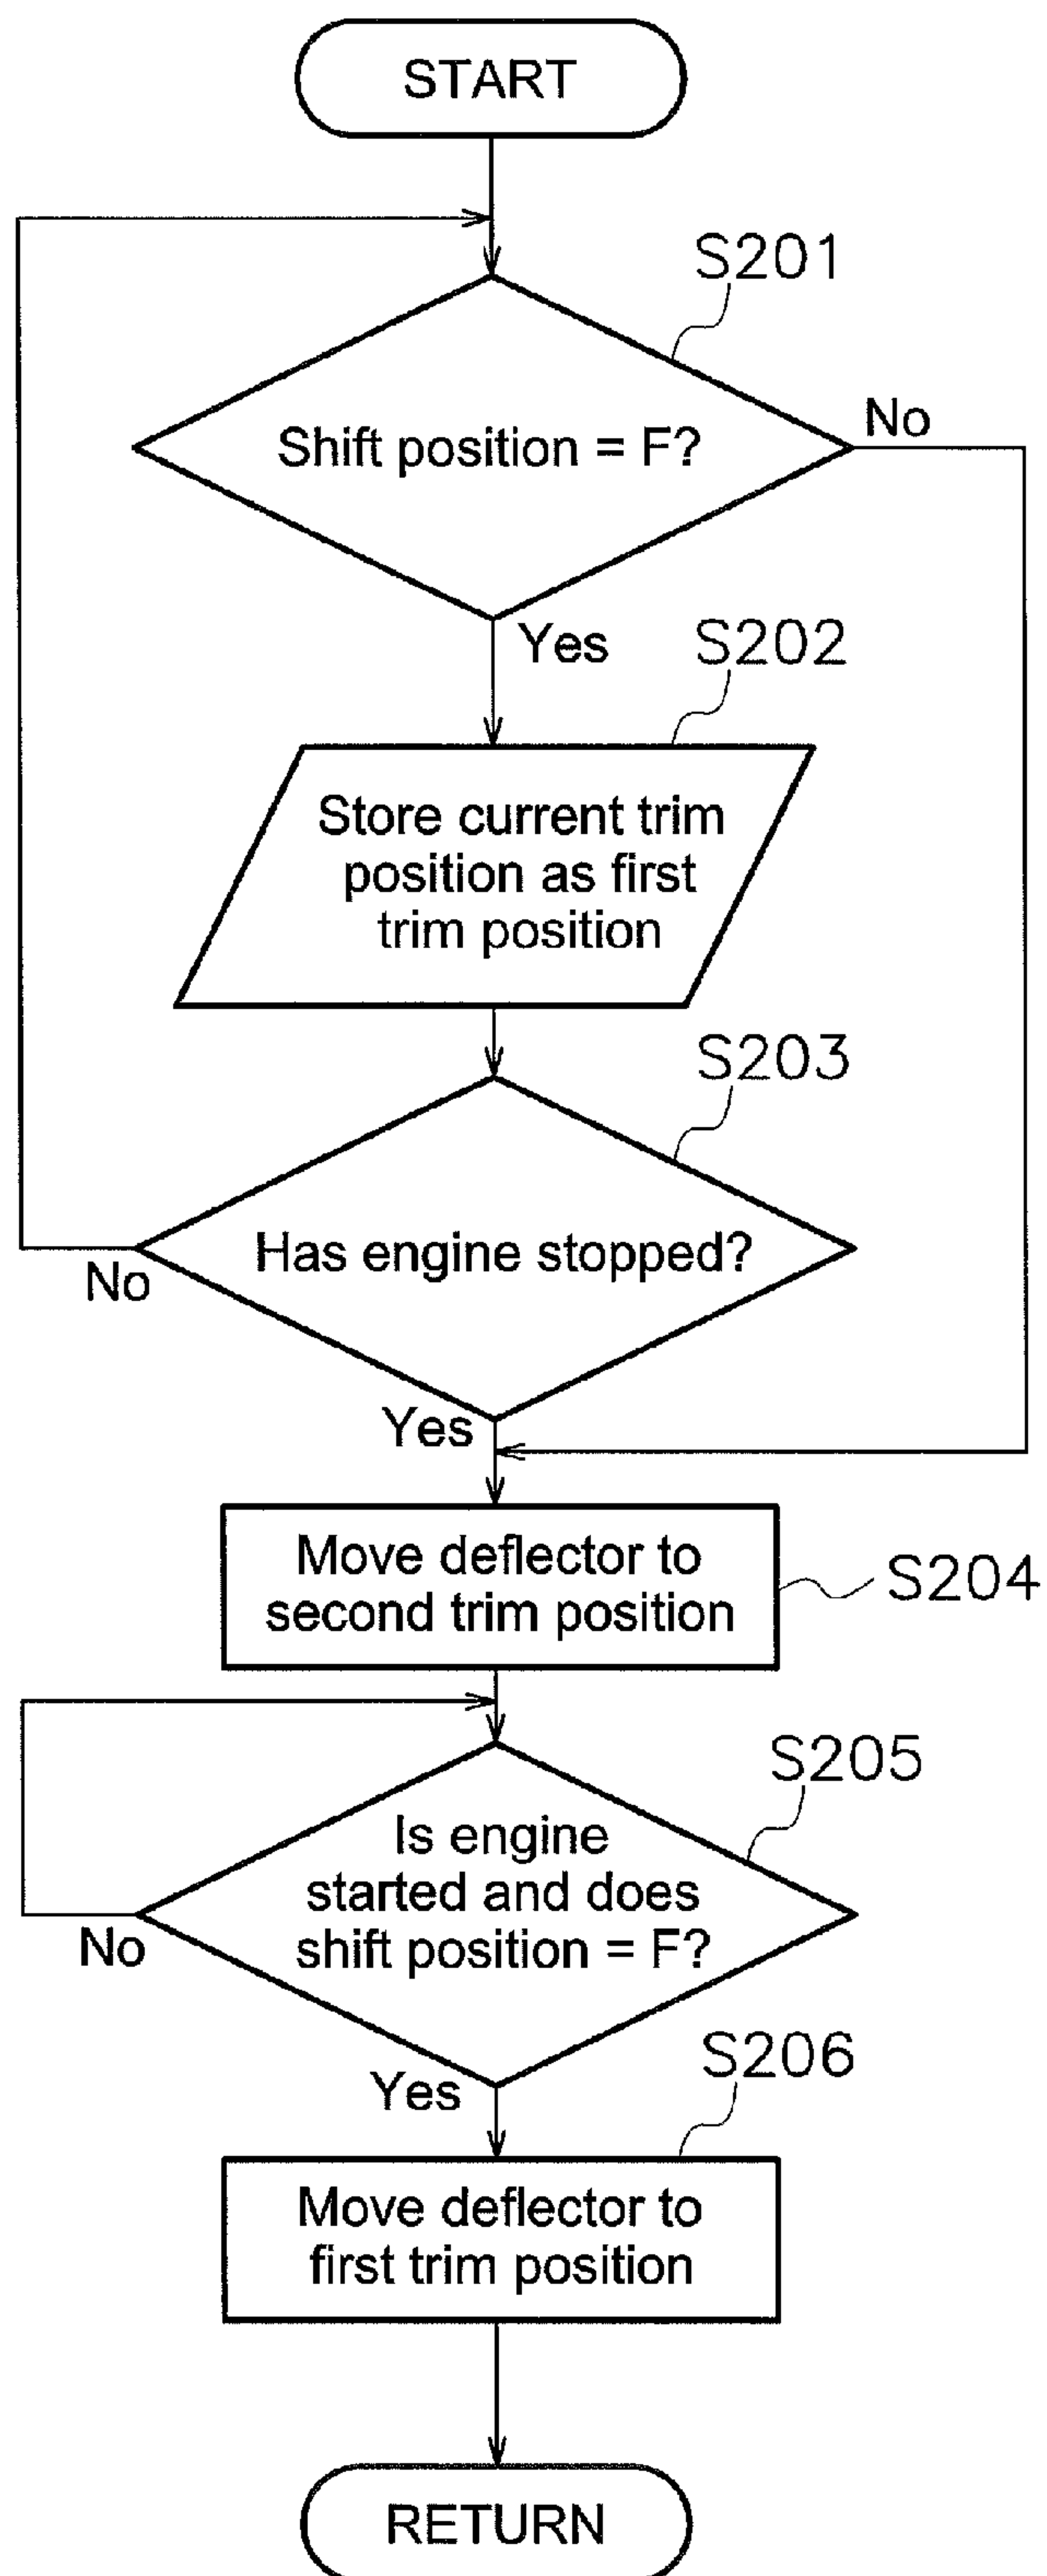 START
S201
Shift position = F?
No
Yes
S202
Store current trim
position as first
trim position
S203
Has engine stopped?
No
Yes
Move deflector to
second trim position
S204
S205
Is engine
started and does
shift position = F?
No
Yes
S206
Move deflector to
first trim position
RETURN